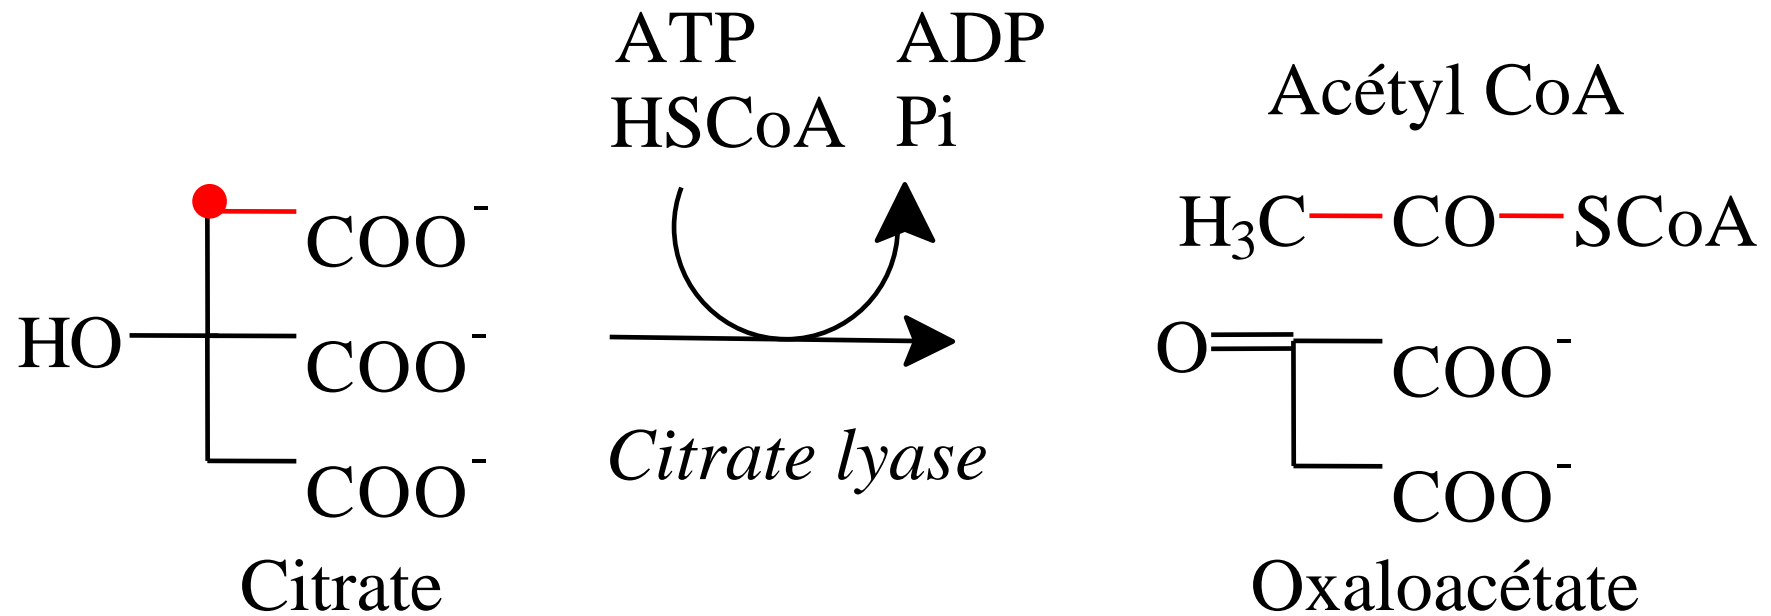 ATP ADP
HSCoA Pi
Acétyl CoA
COO-
H3C CO SCoA
HO COO-
O COO-
Citrate lyase
COO-
COO-
Citrate
Oxaloacétate